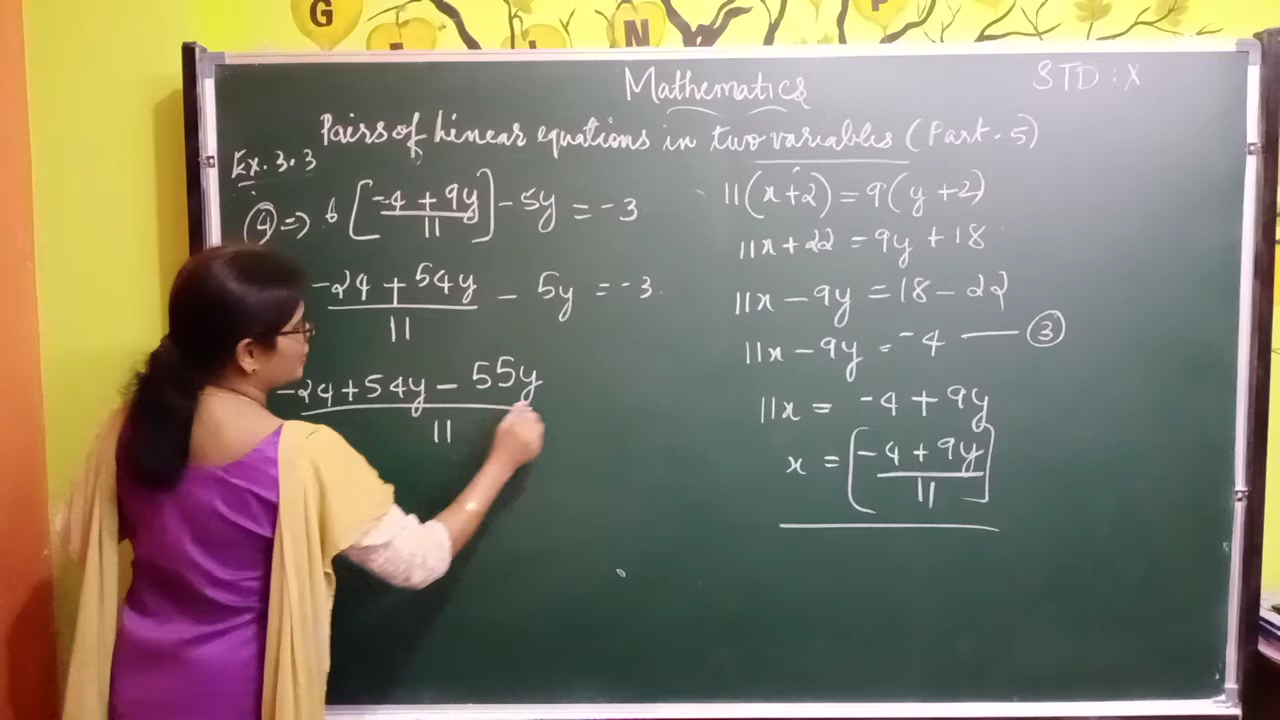 G
N
Mathematics
STD : X
Pairs of linear equations in two variables (Part. 5)
Ex. 3.3
④ => 6 [ -4 + 9y / 11 ] - 5y = -3
-24 + 54y / 11 - 5y = -3
-24 + 54y - 55y / 11
11(x+2) = 9(y+2)
11x + 22 = 9y + 18
11x - 9y = 18 - 22
11x - 9y = -4 — ③
11x = -4 + 9y
x = [ -4 + 9y / 11 ]